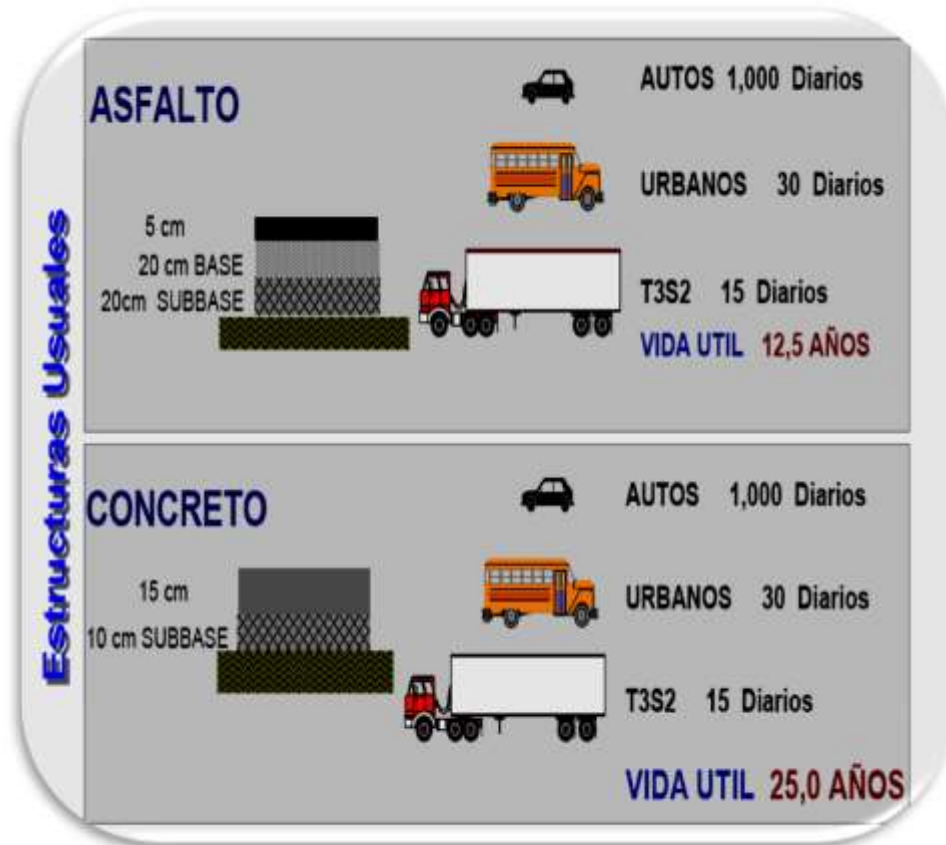 Estructuras Usuales
ASFALTO
5 cm
20 cm BASE
20cm SUBBASE
AUTOS 1,000 Diarios
URBANOS 30 Diarios
T3S2 15 Diarios
VIDA UTIL 12,5 AÑOS
CONCRETO
15 cm
10 cm SUBBASE
AUTOS 1,000 Diarios
URBANOS 30 Diarios
T3S2 15 Diarios
VIDA UTIL 25,0 AÑOS